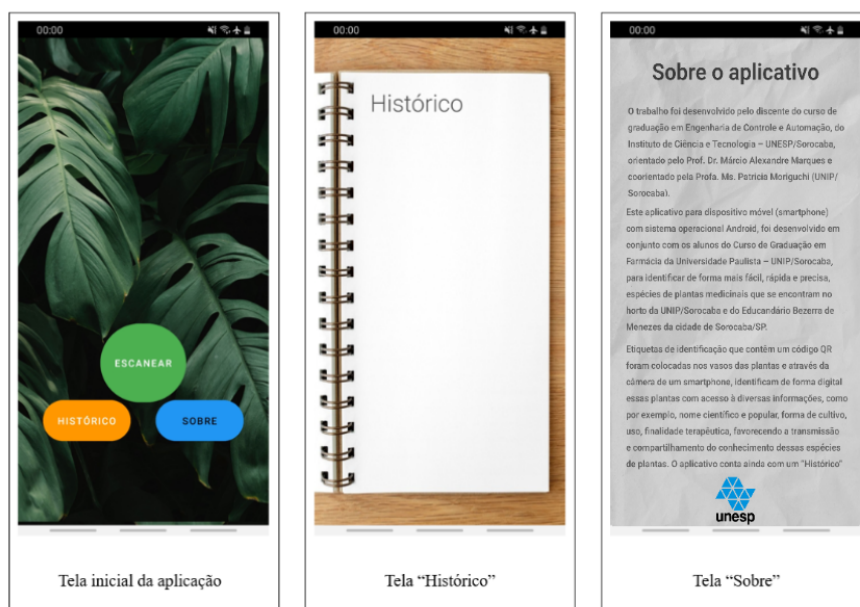 00:00
ESCANEAR
HISTÓRICO
SOBRE
Tela inicial da aplicação
00:00
Histórico
Tela “Histórico”
00:00
Sobre o aplicativo
O trabalho foi desenvolvido pelo discente do curso de
graduação em Engenharia de Controle e Automação, do
Instituto de Ciência e Tecnologia – UNESP/Sorocaba,
orientado pelo Prof. Dr. Márcio Alexandre Marques e
coorientado pela Profa. Ms. Patrícia Moriguchi (UNIP/
Sorocaba).
Este aplicativo para dispositivo móvel (smartphone)
com sistema operacional Android, foi desenvolvido em
conjunto com os alunos do Curso de Graduação em
Farmácia da Universidade Paulista – UNIP/Sorocaba,
para identificar de forma mais fácil, rápida e precisa,
espécies de plantas medicinais que se encontram no
horto da UNIP/Sorocaba e do Educandário Bezerra de
Menezes da cidade de Sorocaba/SP.
Etiquetas de identificação que contêm um código QR
foram colocadas nos vasos das plantas e através da
câmera de um smartphone, identificam de forma digital
essas plantas com acesso à diversas informações, como
por exemplo, nome científico e popular, forma de cultivo,
uso, finalidade terapêutica, favorecendo a transmissão
e compartilhamento do conhecimento dessas espécies
de plantas. O aplicativo conta ainda com um “Histórico”
unesp
Tela “Sobre”